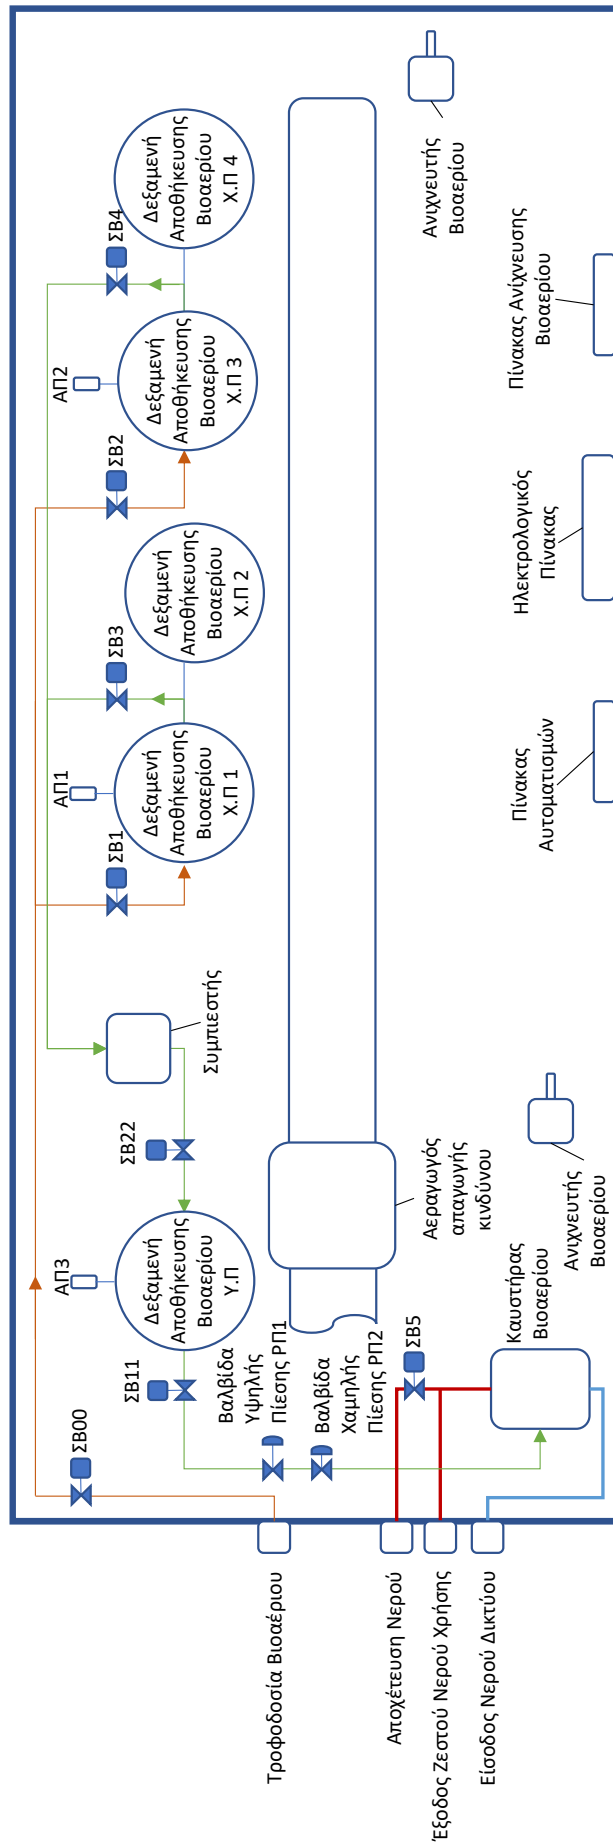 Τροφοδοσία Βιοαέριου
ΣΒ00
ΣΒ11
ΑΠ3
Δεξαμενή
Αποθήκευσης
Βιοαερίου
Υ.Π
ΣΒ22
Συμπιεστής
ΣΒ1
ΑΠ1
Δεξαμενή
Αποθήκευσης
Βιοαερίου
Χ.Π 1
ΣΒ3
Δεξαμενή
Αποθήκευσης
Βιοαερίου
Χ.Π 2
ΣΒ2
ΑΠ2
Δεξαμενή
Αποθήκευσης
Βιοαερίου
Χ.Π 3
ΣΒ4
Δεξαμενή
Αποθήκευσης
Βιοαερίου
Χ.Π 4
Βαλβίδα
Υψηλής
Πίεσης ΡΠ1
Βαλβίδα
Χαμηλής
Πίεσης ΡΠ2
ΣΒ5
Αεραγωγός
απαγωγής
κινδύνου
Ανιχνευτής
Βιοαερίου
Αποχέτευση Νερού
Έξοδος Ζεστού Νερού Χρήσης
Είσοδος Νερού Δικτύου
Καυστήρας
Βιοαερίου
Ανιχνευτής
Βιοαερίου
Πίνακας
Αυτοματισμών
Ηλεκτρολογικός
Πίνακας
Πίνακας Ανίχνευσης
Βιοαερίου